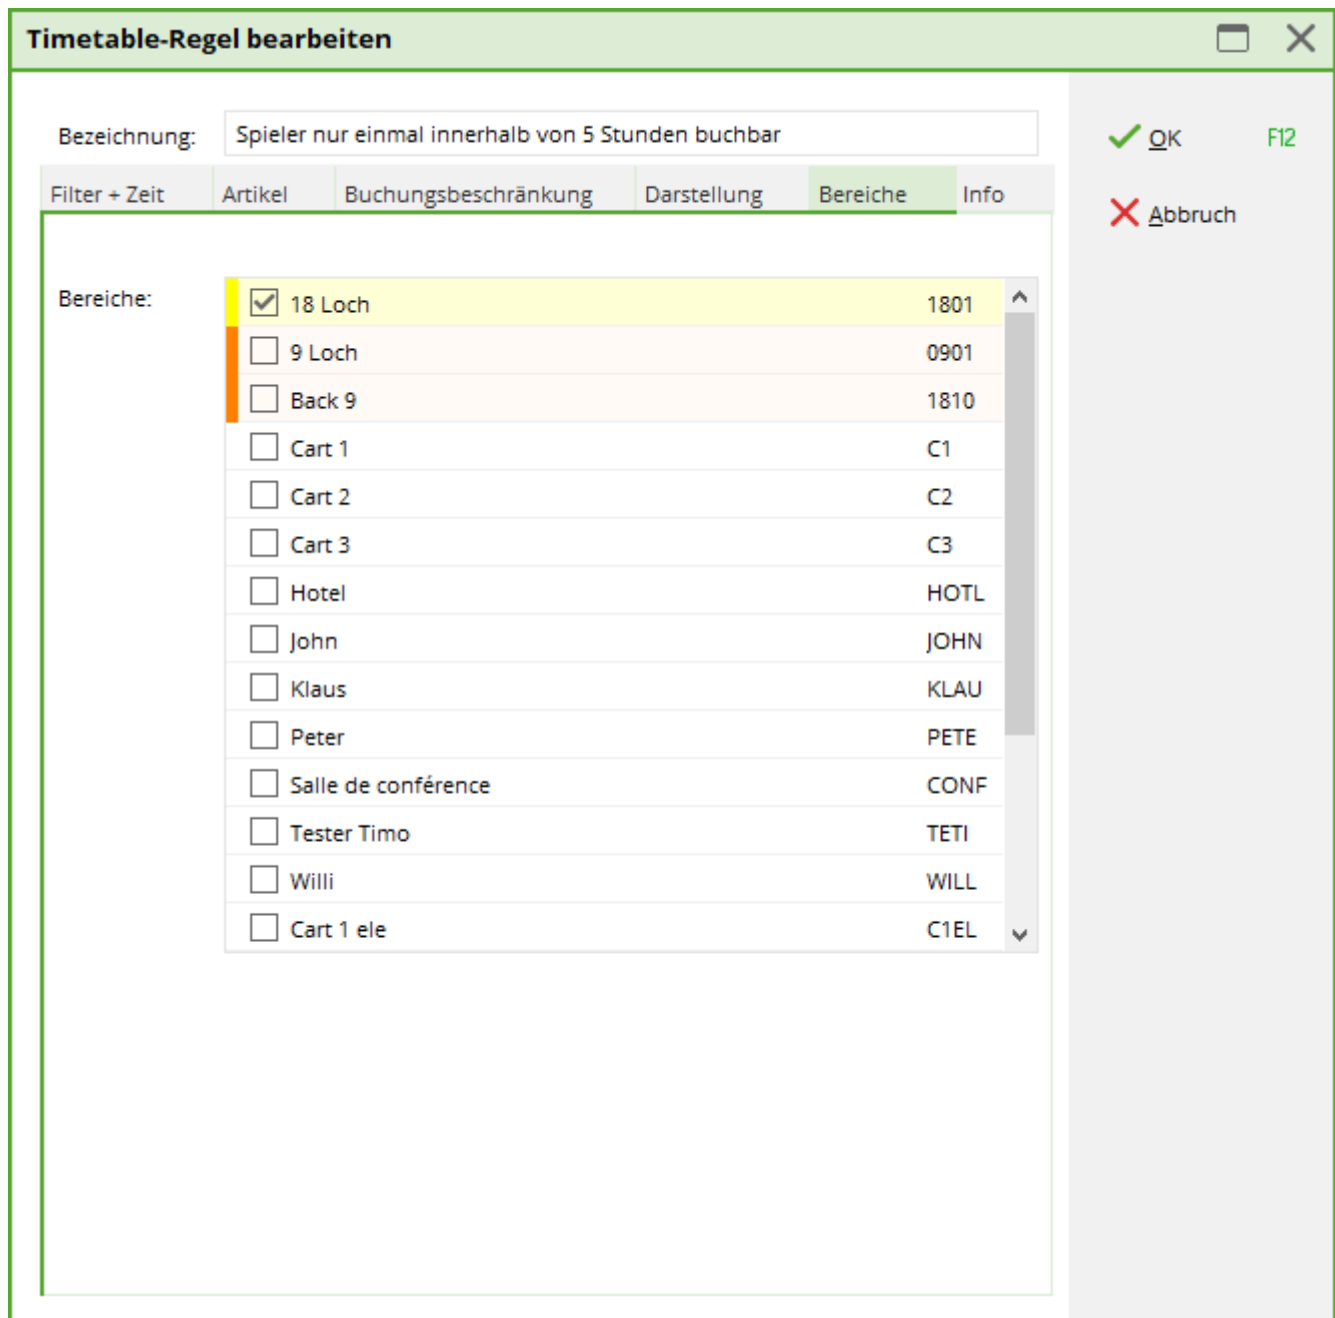 Timetable-Regel bearbeiten
Bezeichnung: Spieler nur einmal innerhalb von 5 Stunden buchbar
OK F12
Filter + Zeit Artikel Buchungsbeschränkung Darstellung Bereiche Info
Abbruch
Bereiche:
18 Loch 1801
9 Loch 0901
Back 9 1810
Cart 1 C1
Cart 2 C2
Cart 3 C3
Hotel HOTL
John JOHN
Klaus KLAU
Peter PETE
Salle de conférence CONF
Tester Timo TETI
Willi WILL
Cart 1 ele C1EL